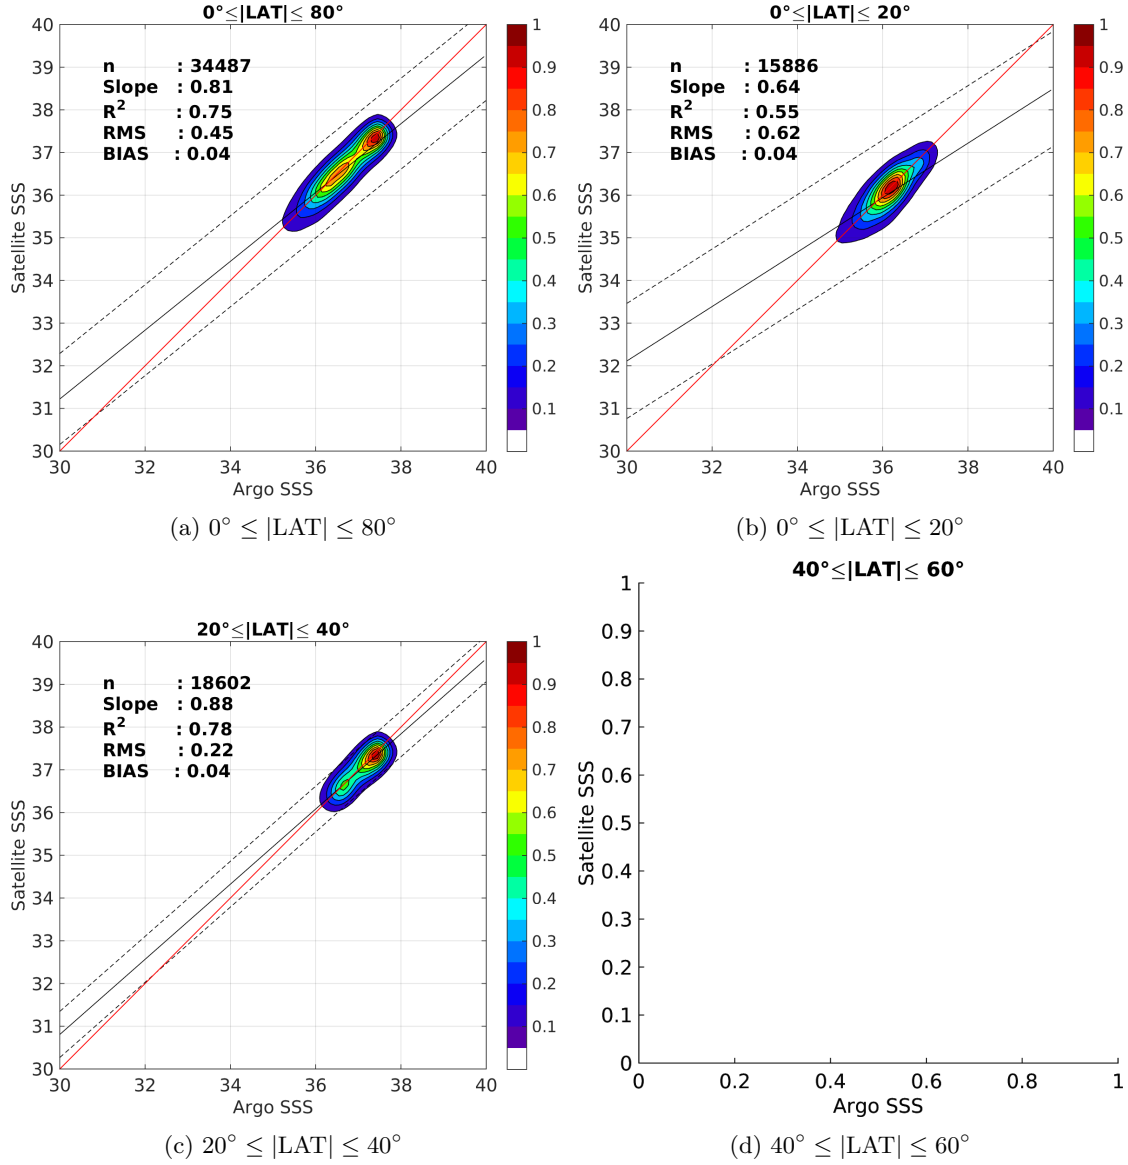 0°≤|LAT|≤ 80°
40
39
38
37
36
35
34
33
32
31
30
Satellite SSS
n : 34487
Slope : 0.81
R2 : 0.75
RMS : 0.45
BIAS : 0.04
30 32 34 36 38 40
Argo SSS
1
0.9
0.8
0.7
0.6
0.5
0.4
0.3
0.2
0.1
(a) 0° ≤ |LAT| ≤ 80°
0°≤|LAT|≤ 20°
40
39
38
37
36
35
34
33
32
31
30
Satellite SSS
n : 15886
Slope : 0.64
R2 : 0.55
RMS : 0.62
BIAS : 0.04
30 32 34 36 38 40
Argo SSS
1
0.9
0.8
0.7
0.6
0.5
0.4
0.3
0.2
0.1
(b) 0° ≤ |LAT| ≤ 20°
20°≤|LAT|≤ 40°
40
39
38
37
36
35
34
33
32
31
30
Satellite SSS
n : 18602
Slope : 0.88
R2 : 0.78
RMS : 0.22
BIAS : 0.04
30 32 34 36 38 40
Argo SSS
1
0.9
0.8
0.7
0.6
0.5
0.4
0.3
0.2
0.1
(c) 20° ≤ |LAT| ≤ 40°
40°≤|LAT|≤ 60°
1
0.9
0.8
0.7
0.6
0.5
0.4
0.3
0.2
0.1
0
Satellite SSS
0 0.2 0.4 0.6 0.8 1
Argo SSS
(d) 40° ≤ |LAT| ≤ 60°